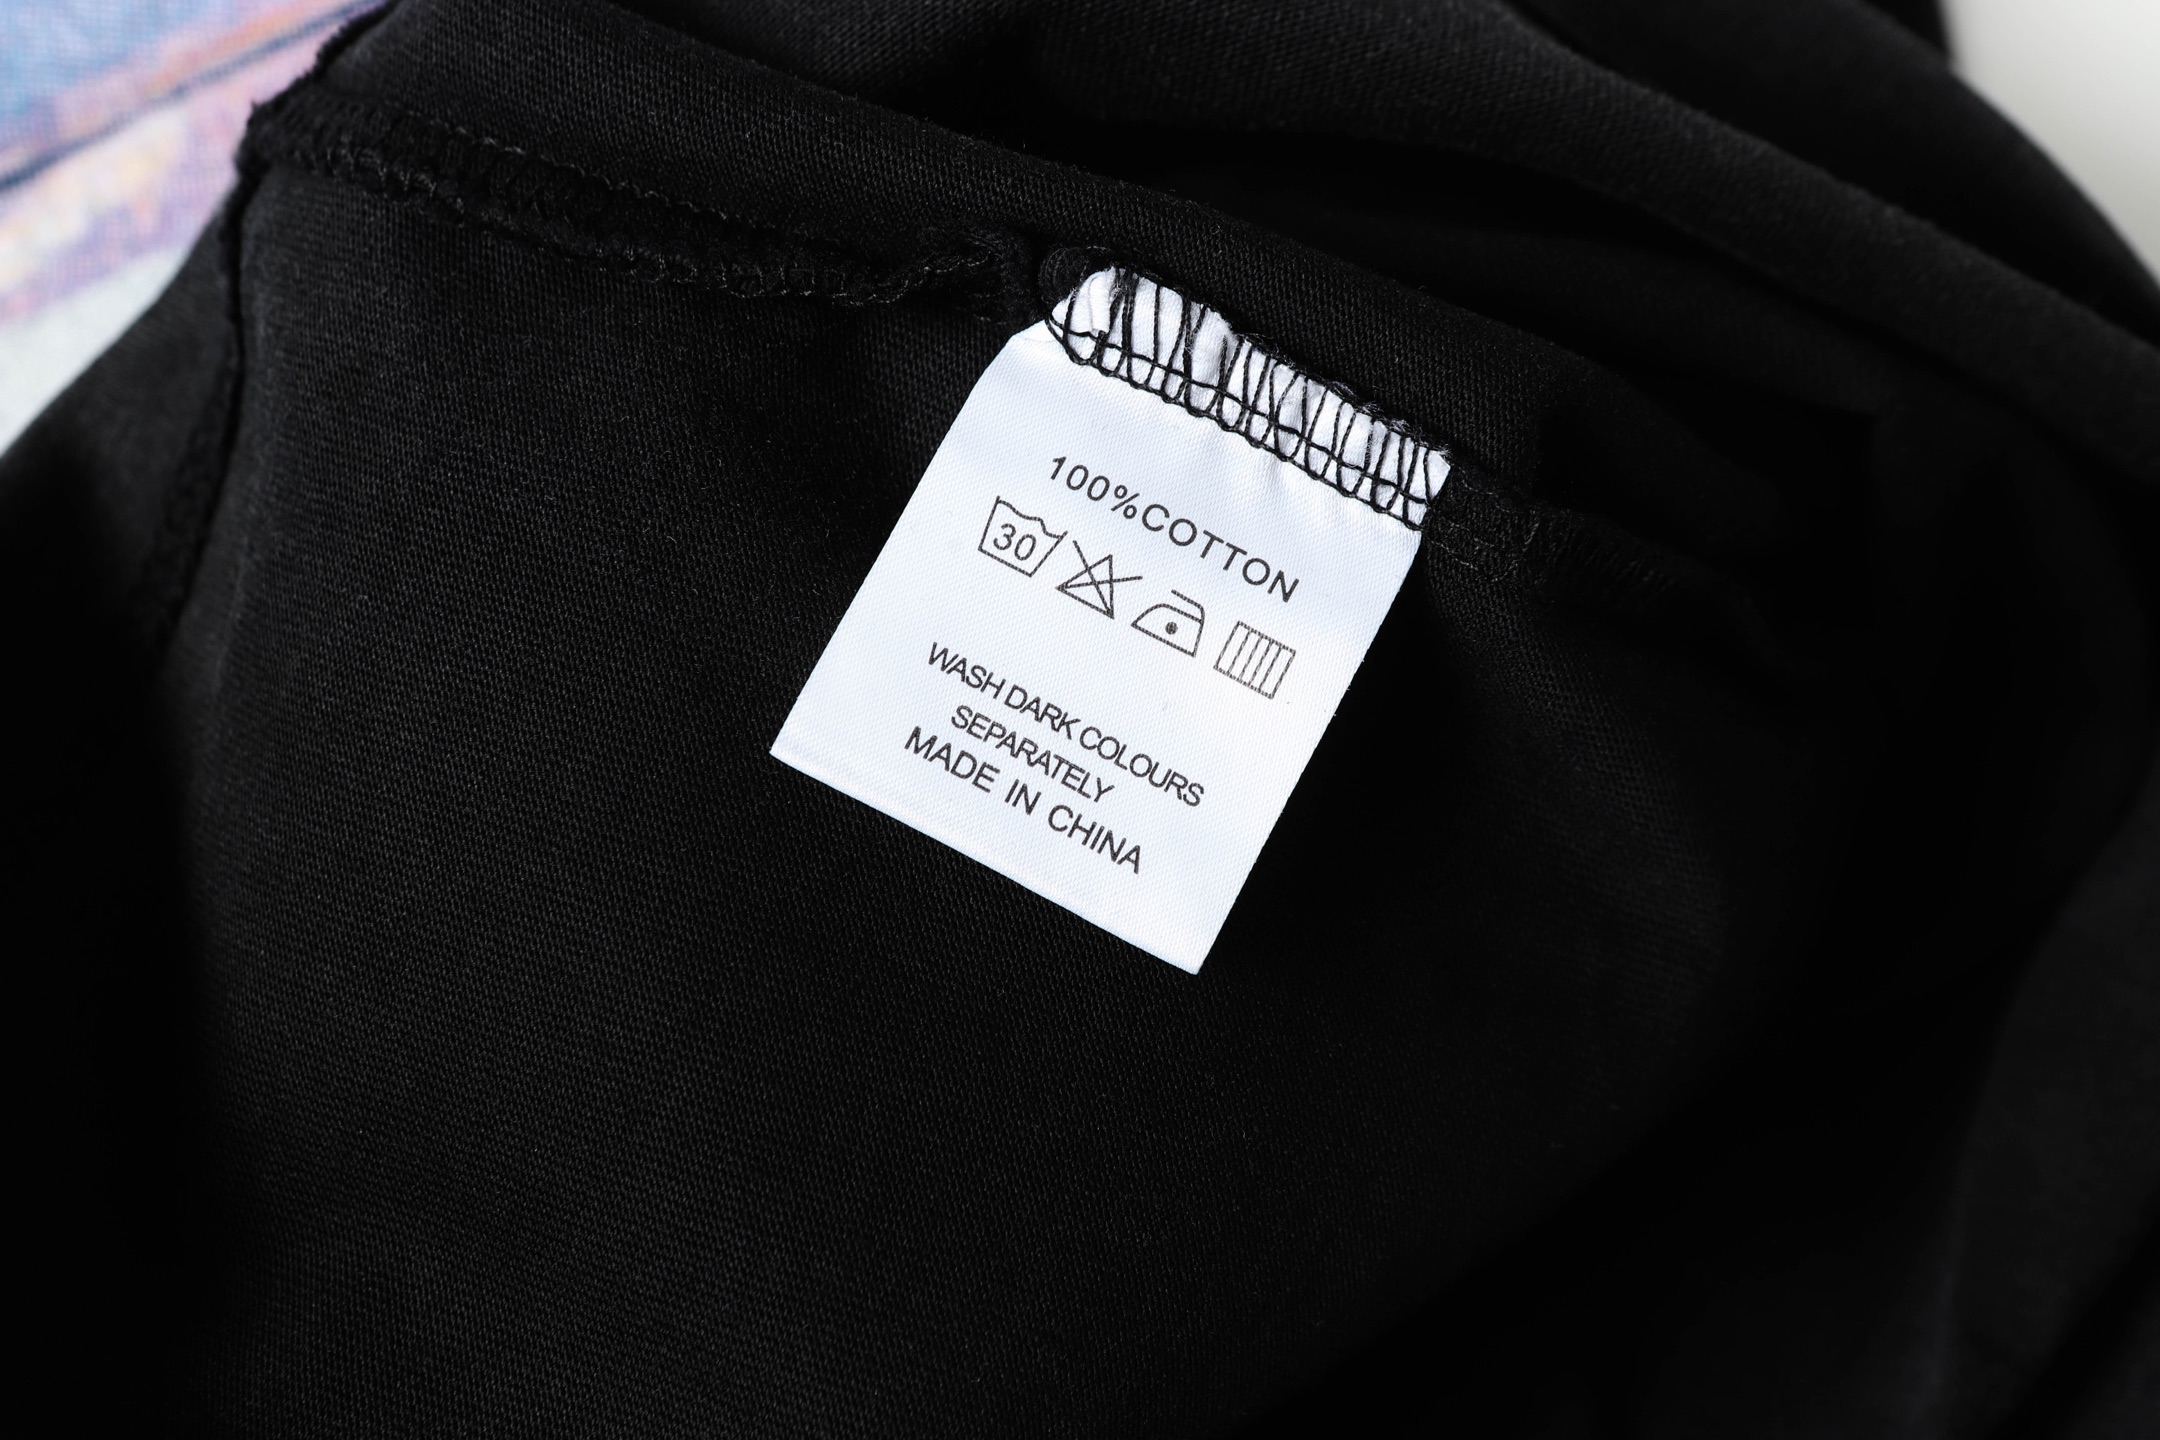 100%COTTON
30
WASH DARK COLOURS
SEPARATELY
MADE IN CHINA